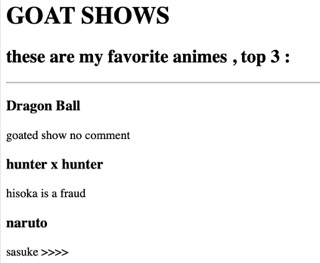 GOAT SHOWS
these are my favorite animes , top 3 :
Dragon Ball
goated show no comment
hunter x hunter
hisoka is a fraud
naruto
sasuke >>>>